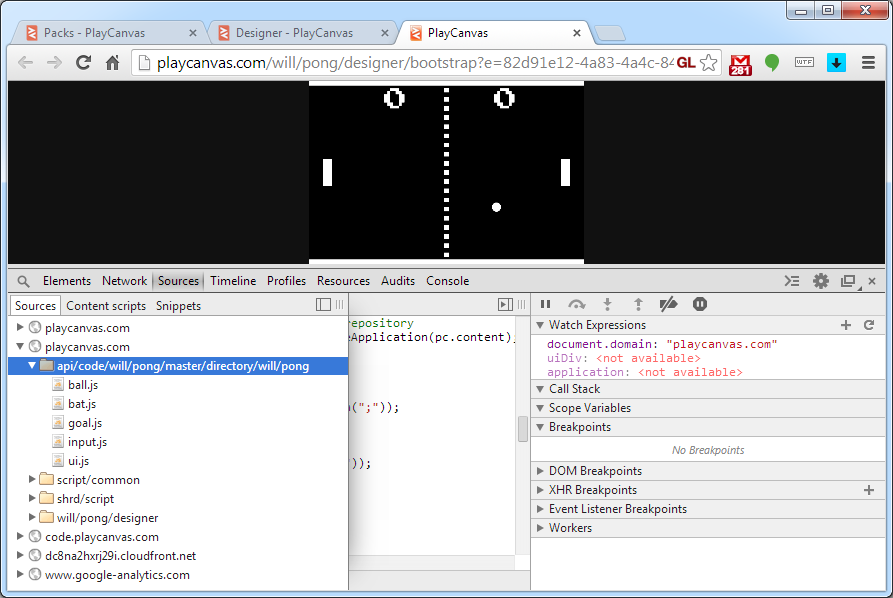 Packs - PlayCanvas
Designer - PlayCanvas
PlayCanvas
playcanvas.com/will/pong/designer/bootstrap?e=82d91e12-4a83-4a4c-84
GL
281
WTF
0 0
Elements Network Sources Timeline Profiles Resources Audits Console
Sources Content scripts Snippets
playcanvas.com
playcanvas.com
api/code/will/pong/master/directory/will/pong
ball.js
bat.js
goal.js
input.js
ui.js
script/common
shrd/script
will/pong/designer
code.playcanvas.com
dc8na2hxrj29i.cloudfront.net
www.google-analytics.com
repository
eApplication(pc.content);
(";"));
"));
Watch Expressions
document.domain: "playcanvas.com"
uiDiv: <not available>
application: <not available>
Call Stack
Scope Variables
Breakpoints
No Breakpoints
DOM Breakpoints
XHR Breakpoints
Event Listener Breakpoints
Workers